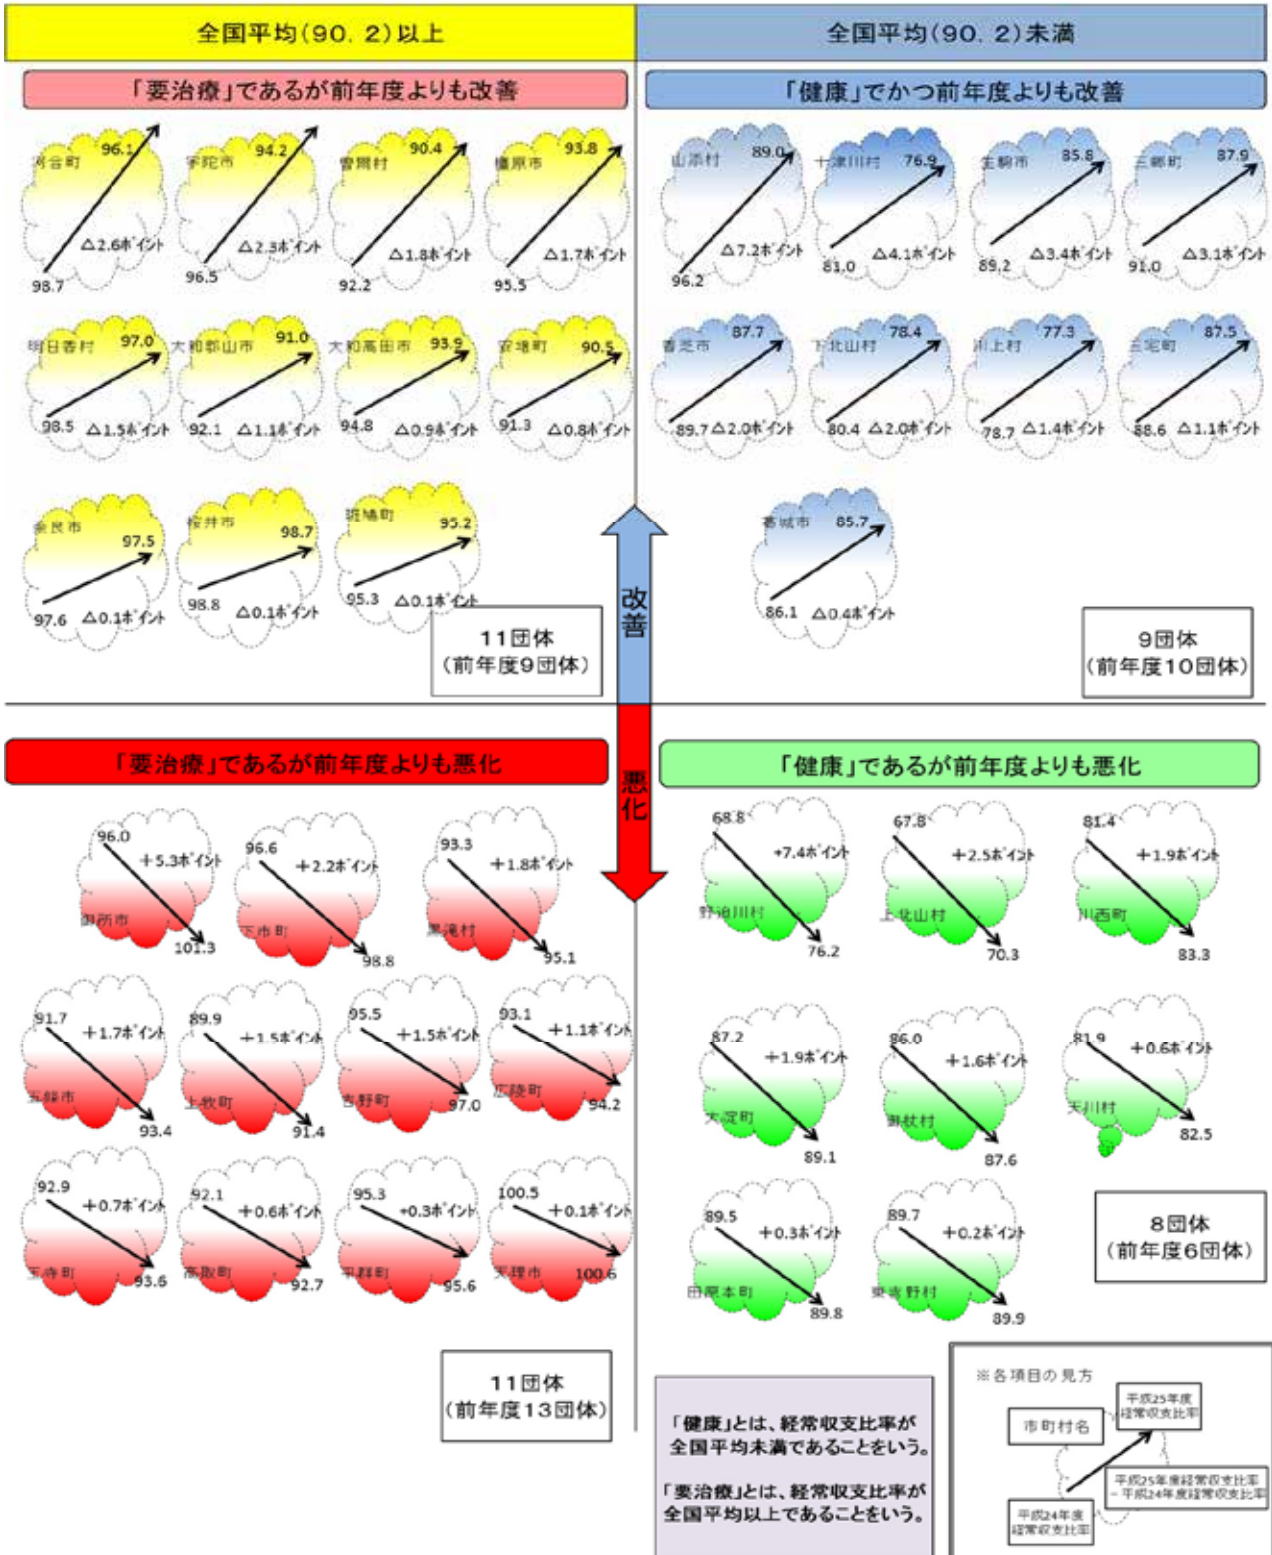 全国平均(90．2)以上
全国平均(90．2)未満
「要治療」であるが前年度よりも改善
「健康」でかつ前年度よりも改善
河合町 96.1
98.7 △2.6ポイント
宇陀市 94.2
96.5 △2.3ポイント
曽爾村 90.4
92.2 △1.8ポイント
橿原市 93.8
95.5 △1.7ポイント
山添村 89.0
96.2 △7.2ポイント
十津川村 76.9
81.0 △4.1ポイント
生駒市 85.8
89.2 △3.4ポイント
三郷町 87.9
91.0 △3.1ポイント
明日香村 97.0
98.5 △1.5ポイント
大和郡山市 91.0
92.1 △1.1ポイント
大和高田市 93.9
94.8 △0.9ポイント
安堵町 90.5
91.3 △0.8ポイント
香芝市 87.7
89.7 △2.0ポイント
下北山村 78.4
80.4 △2.0ポイント
川上村 77.3
78.7 △1.4ポイント
三宅町 87.5
88.6 △1.1ポイント
奈良市 97.5
97.6 △0.1ポイント
桜井市 98.7
98.8 △0.1ポイント
斑鳩町 95.2
95.3 △0.1ポイント
葛城市 85.7
86.1 △0.4ポイント
11団体
(前年度9団体)
9団体
(前年度10団体)
改善
悪化
「要治療」であるが前年度よりも悪化
「健康」であるが前年度よりも悪化
96.0 +5.3ポイント
御所市 101.3
96.6 +2.2ポイント
下市町 98.8
93.3 +1.8ポイント
黒滝村 95.1
68.8 +7.4ポイント
野迫川村 76.2
67.8 +2.5ポイント
上北山村 70.3
81.4 +1.9ポイント
川西町 83.3
91.7 +1.7ポイント
五條市 93.4
89.9 +1.5ポイント
上牧町 91.4
95.5 +1.5ポイント
吉野町 97.0
93.1 +1.1ポイント
広陵町 94.2
87.2 +1.9ポイント
大淀町 89.1
86.0 +1.6ポイント
御杖村 87.6
81.9 +0.6ポイント
天川村 82.5
92.9 +0.7ポイント
王寺町 93.6
92.1 +0.6ポイント
高取町 92.7
95.3 +0.3ポイント
平群町 95.6
100.5 +0.1ポイント
天理市 100.6
89.5 +0.3ポイント
田原本町 89.8
89.7 +0.2ポイント
東吉野村 89.9
8団体
(前年度6団体)
11団体
(前年度13団体)
「健康」とは、経常収支比率が
全国平均未満であることをいう。
「要治療」とは、経常収支比率が
全国平均以上であることをいう。
※各項目の見方
平成25年度
経常収支比率
市町村名
平成25年度経常収支比率
－平成24年度経常収支比率
平成24年度
経常収支比率